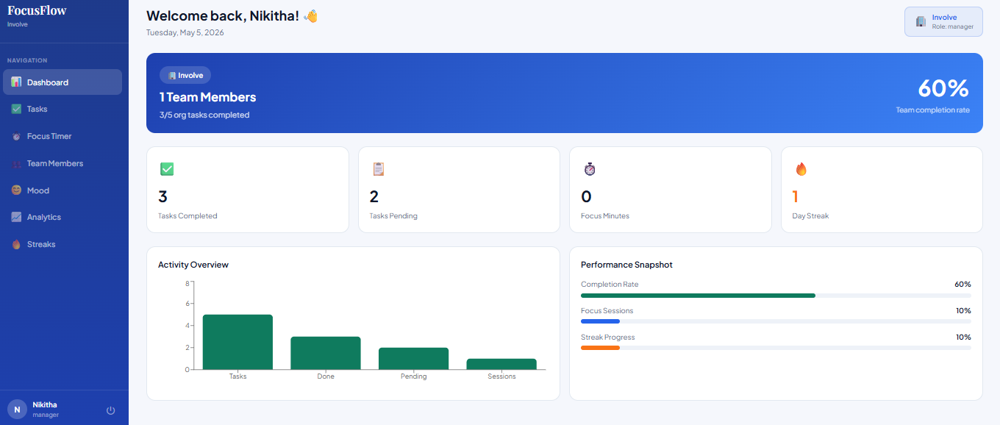 FocusFlow
Involve
NAVIGATION
Dashboard
Tasks
Focus Timer
Team Members
Mood
Analytics
Streaks
N
Nikitha
manager
Welcome back, Nikitha! 👋
Tuesday, May 5, 2026
Involve
Role: manager
Involve
1 Team Members
3/5 org tasks completed
60%
Team completion rate
3
Tasks Completed
2
Tasks Pending
0
Focus Minutes
1
Day Streak
Activity Overview
8
6
4
2
0
Tasks Done Pending Sessions
Performance Snapshot
Completion Rate 60%
Focus Sessions 10%
Streak Progress 10%